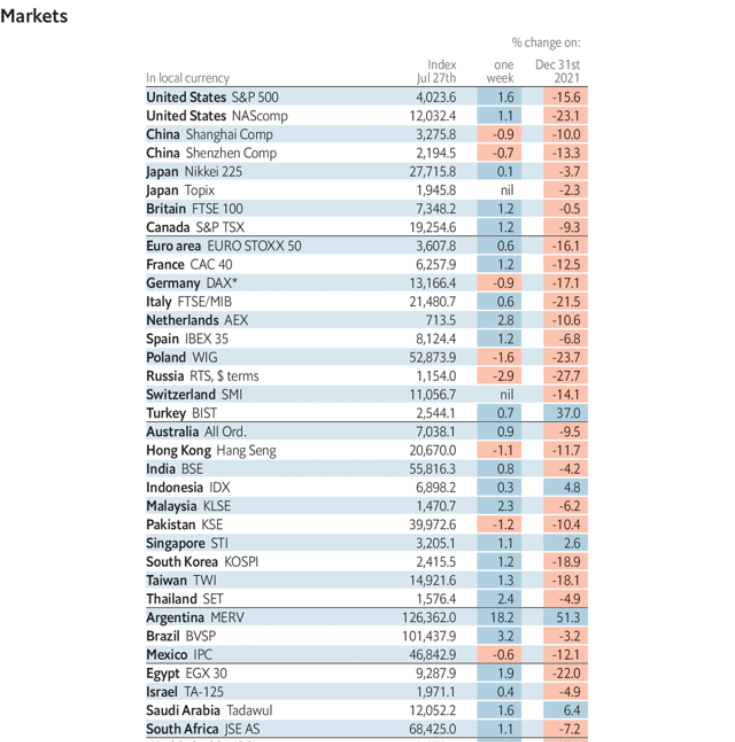 Markets
% change on:
Index one Dec 31st
In local currency Jul 27th week 2021
United States S&P 500 4,023.6 1.6 -15.6
United States NAScomp 12,032.4 1.1 -23.1
China Shanghai Comp 3,275.8 -0.9 -10.0
China Shenzhen Comp 2,194.5 -0.7 -13.3
Japan Nikkei 225 27,715.8 0.1 -3.7
Japan Topix 1,945.8 nil -2.3
Britain FTSE 100 7,348.2 1.2 -0.5
Canada S&P TSX 19,254.6 1.2 -9.3
Euro area EURO STOXX 50 3,607.8 0.6 -16.1
France CAC 40 6,257.9 1.2 -12.5
Germany DAX* 13,166.4 -0.9 -17.1
Italy FTSE/MIB 21,480.7 0.6 -21.5
Netherlands AEX 713.5 2.8 -10.6
Spain IBEX 35 8,124.4 1.2 -6.8
Poland WIG 52,873.9 -1.6 -23.7
Russia RTS, $ terms 1,154.0 -2.9 -27.7
Switzerland SMI 11,056.7 nil -14.1
Turkey BIST 2,544.1 0.7 37.0
Australia All Ord. 7,038.1 0.9 -9.5
Hong Kong Hang Seng 20,670.0 -1.1 -11.7
India BSE 55,816.3 0.8 -4.2
Indonesia IDX 6,898.2 0.3 4.8
Malaysia KLSE 1,470.7 2.3 -6.2
Pakistan KSE 39,972.6 -1.2 -10.4
Singapore STI 3,205.1 1.1 2.6
South Korea KOSPI 2,415.5 1.2 -18.9
Taiwan TWI 14,921.6 1.3 -18.1
Thailand SET 1,576.4 2.4 -4.9
Argentina MERV 126,362.0 18.2 51.3
Brazil BVSP 101,437.9 3.2 -3.2
Mexico IPC 46,842.9 -0.6 -12.1
Egypt EGX 30 9,287.9 1.9 -22.0
Israel TA-125 1,971.1 0.4 -4.9
Saudi Arabia Tadawul 12,052.2 1.6 6.4
South Africa JSE AS 68,425.0 1.1 -7.2